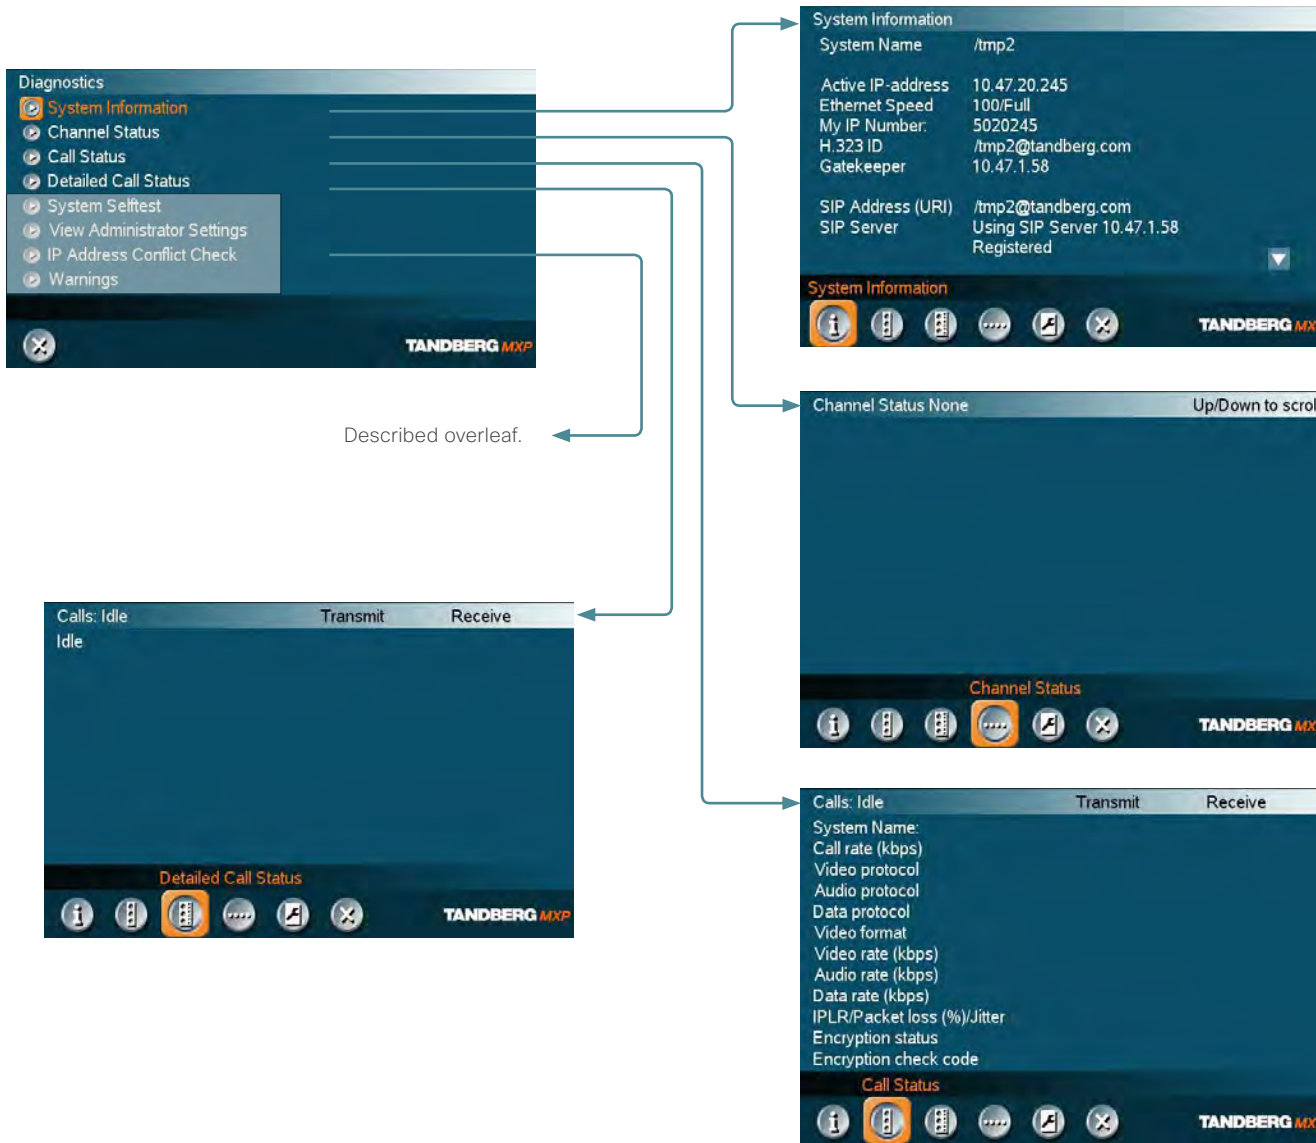 Diagnostics
System Information
Channel Status
Call Status
Detailed Call Status
System Selftest
View Administrator Settings
IP Address Conflict Check
Warnings
TANDBERG MXP
Described overleaf.
Calls: Idle Transmit Receive
Idle
Detailed Call Status
TANDBERG MXP
System Information
System Name /tmp2
Active IP-address 10.47.20.245
Ethernet Speed 100/Full
My IP Number: 5020245
H.323 ID /tmp2@tandberg.com
Gatekeeper 10.47.1.58
SIP Address (URI) /tmp2@tandberg.com
SIP Server Using SIP Server 10.47.1.58
Registered
System Information
TANDBERG MX
Channel Status None Up/Down to scrol
Channel Status
TANDBERG MX
Calls: Idle Transmit Receive
System Name:
Call rate (kbps)
Video protocol
Audio protocol
Data protocol
Video format
Video rate (kbps)
Audio rate (kbps)
Data rate (kbps)
IPLR/Packet loss (%)/Jitter
Encryption status
Encryption check code
Call Status
TANDBERG MX